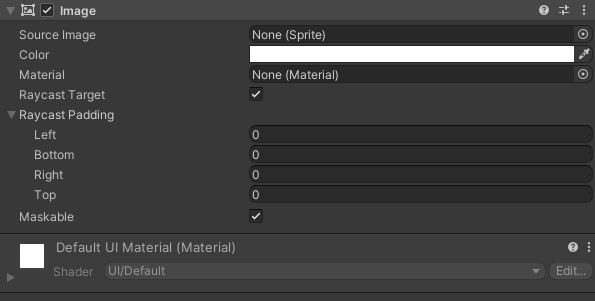 Image
Source Image None (Sprite)
Color
Material None (Material)
Raycast Target
Raycast Padding
Left 0
Bottom 0
Right 0
Top 0
Maskable
Default UI Material (Material)
Shader UI/Default Edit...